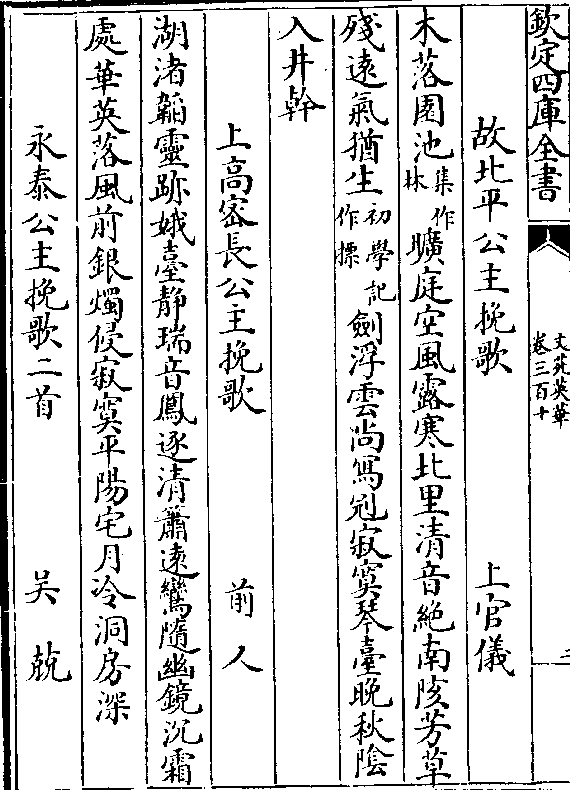 欽定四庫全書
文苑英華
卷三百十
二
故北平公主挽歌 上官儀
木落園池集作林曠庭空風露寒北里清音絶南陔芳草
殘逺氣猶生初學記作摽劍浮雲尚寫冠寂寞琴臺晚秋陰
入井幹
上高密長公主挽歌 前人
湖渚韜靈跡娥臺静瑞音鳳逐清簫逺鸞隨幽鏡沉霜
處華英落風前銀燭侵寂寞平陽宅月冷洞房深
永泰公主挽歌二首 吴兢